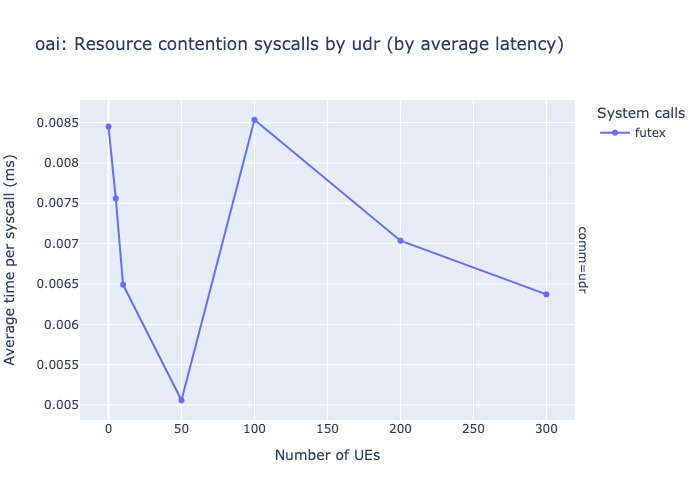 oai: Resource contention syscalls by udr (by average latency)
System calls
futex
Average time per syscall (ms)
0.0085
0.008
0.0075
0.007
0.0065
0.006
0.0055
0.005
comm=udr
0
50
100
150
200
250
300
Number of UEs